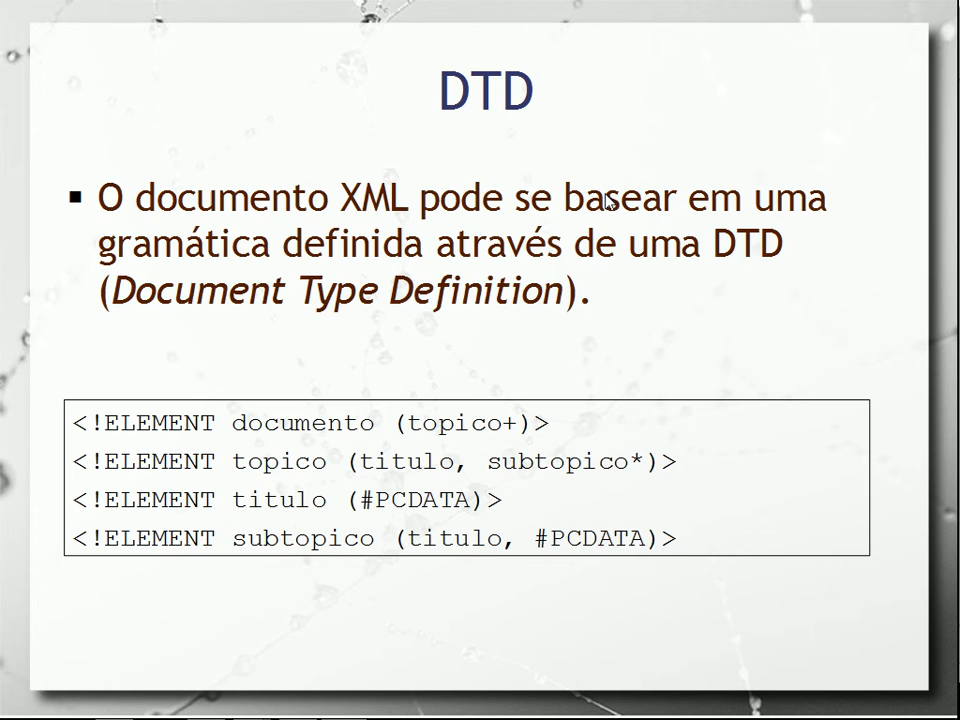 DTD
▪ O documento XML pode se basear em uma
gramática definida através de uma DTD
(Document Type Definition).
<!ELEMENT documento (topico+)>
<!ELEMENT topico (titulo, subtopico*)>
<!ELEMENT titulo (#PCDATA)>
<!ELEMENT subtopico (titulo, #PCDATA)>